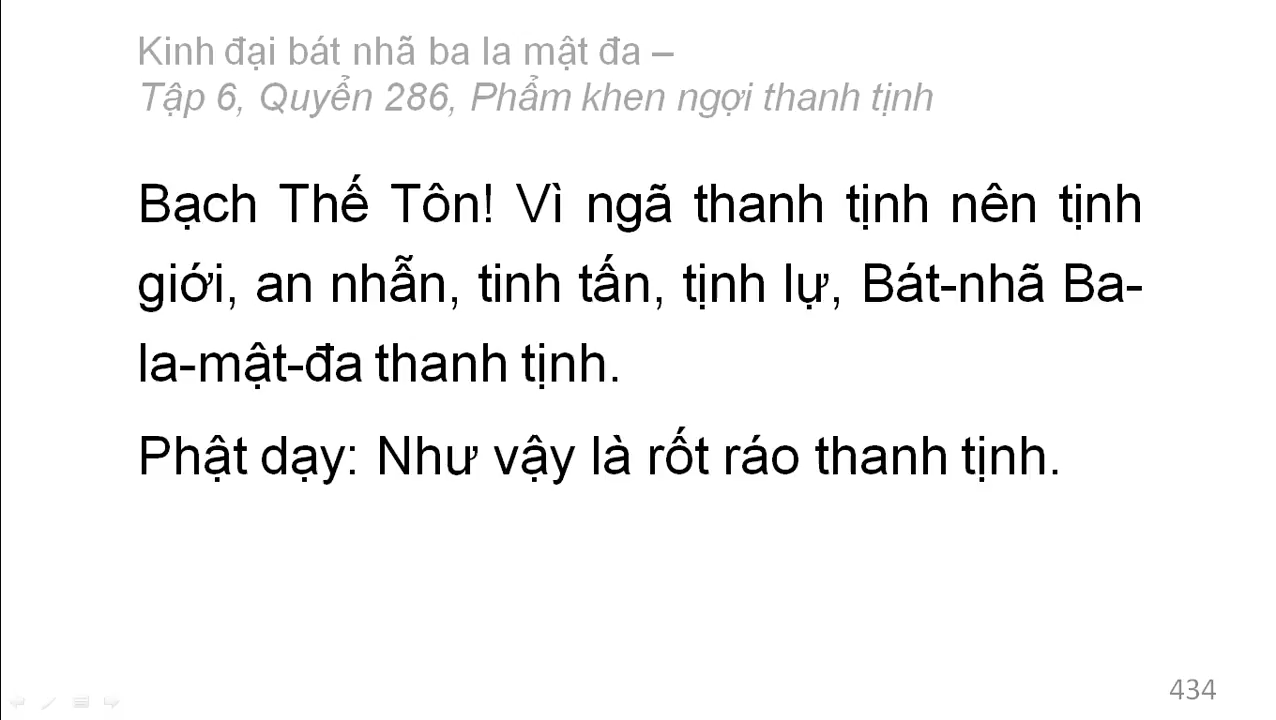 Kinh đại bát nhã ba la mật đa –
Tập 6, Quyển 286, Phẩm khen ngợi thanh tịnh
Bạch Thế Tôn! Vì ngã thanh tịnh nên tịnh
giới, an nhẫn, tinh tấn, tịnh lự, Bát-nhã Ba-
la-mật-đa thanh tịnh.
Phật dạy: Như vậy là rốt ráo thanh tịnh.
434